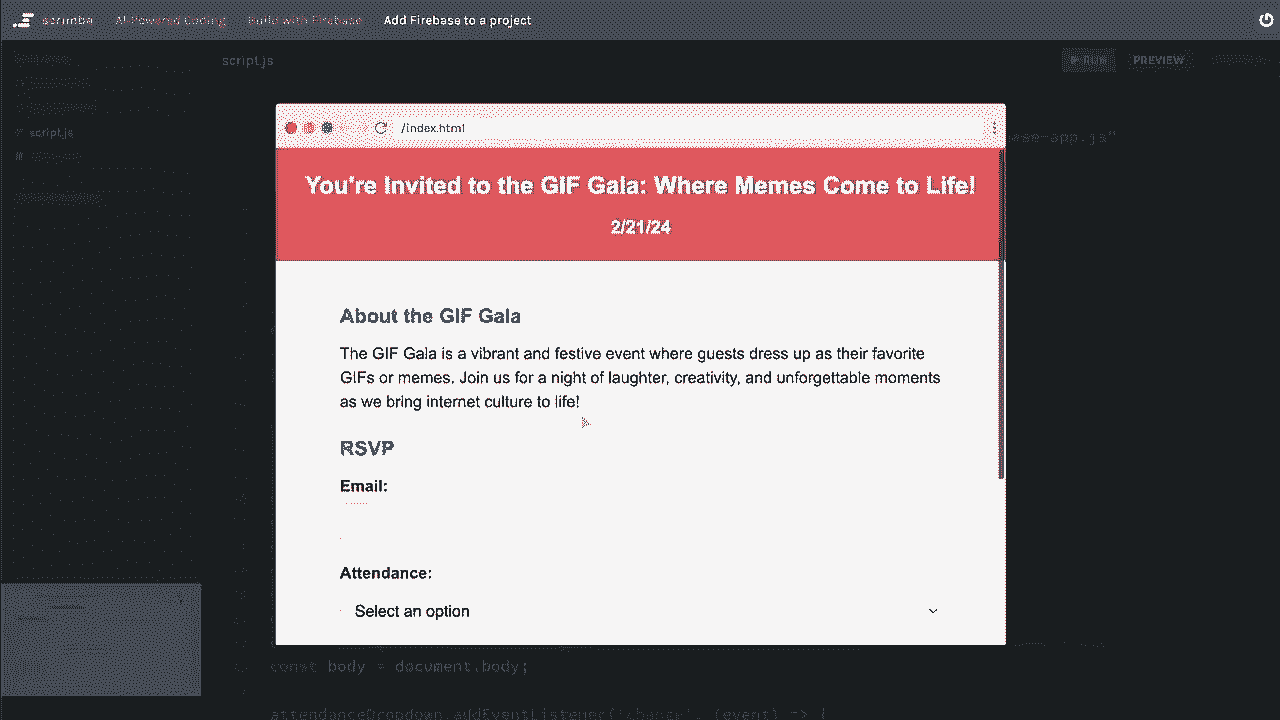 scrimba AI-Powered Coding Build with Firebase Add Firebase to a project
script.js
RUN PREVIEW
script.js
/index.html
ase-app.js"
You're Invited to the GIF Gala: Where Memes Come to Life!
2/21/24
About the GIF Gala
The GIF Gala is a vibrant and festive event where guests dress up as their favorite
GIFs or memes. Join us for a night of laughter, creativity, and unforgettable moments
as we bring internet culture to life!
RSVP
Email:
Attendance:
Select an option
const body = document.body;
attendanceDropdown.addEventListener('change', (event) => {